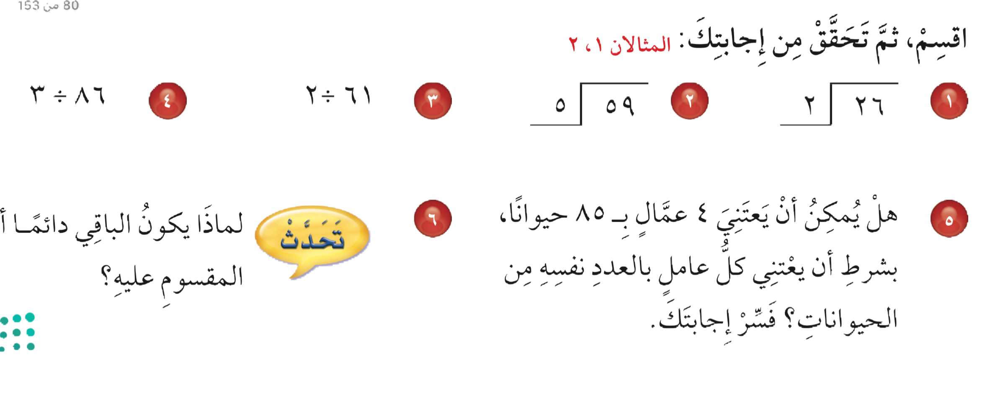 80 من 153
اقسِمْ، ثمَّ تَحَقَّقْ مِن إِجابتِكَ: المثالان ١، ٢
١ ٢٦ ٢
٢ ٥٩ ٥
٣ ٦١ ÷ ٢
٤ ٨٦ ÷ ٣
٥ هلْ يُمكِنُ أنْ يَعتَنِيَ ٤ عمَّالٍ بِـ ٨٥ حيوانًا،
بشرطِ أن يعْتنِي كلُّ عاملٍ بالعددِ نفسِهِ مِن
الحيواناتِ؟ فَسِّرْ إِجابتَكَ.
٦ تَحَدَّثْ لماذَا يكونُ الباقِي دائمًـا
المقسومِ عليهِ؟